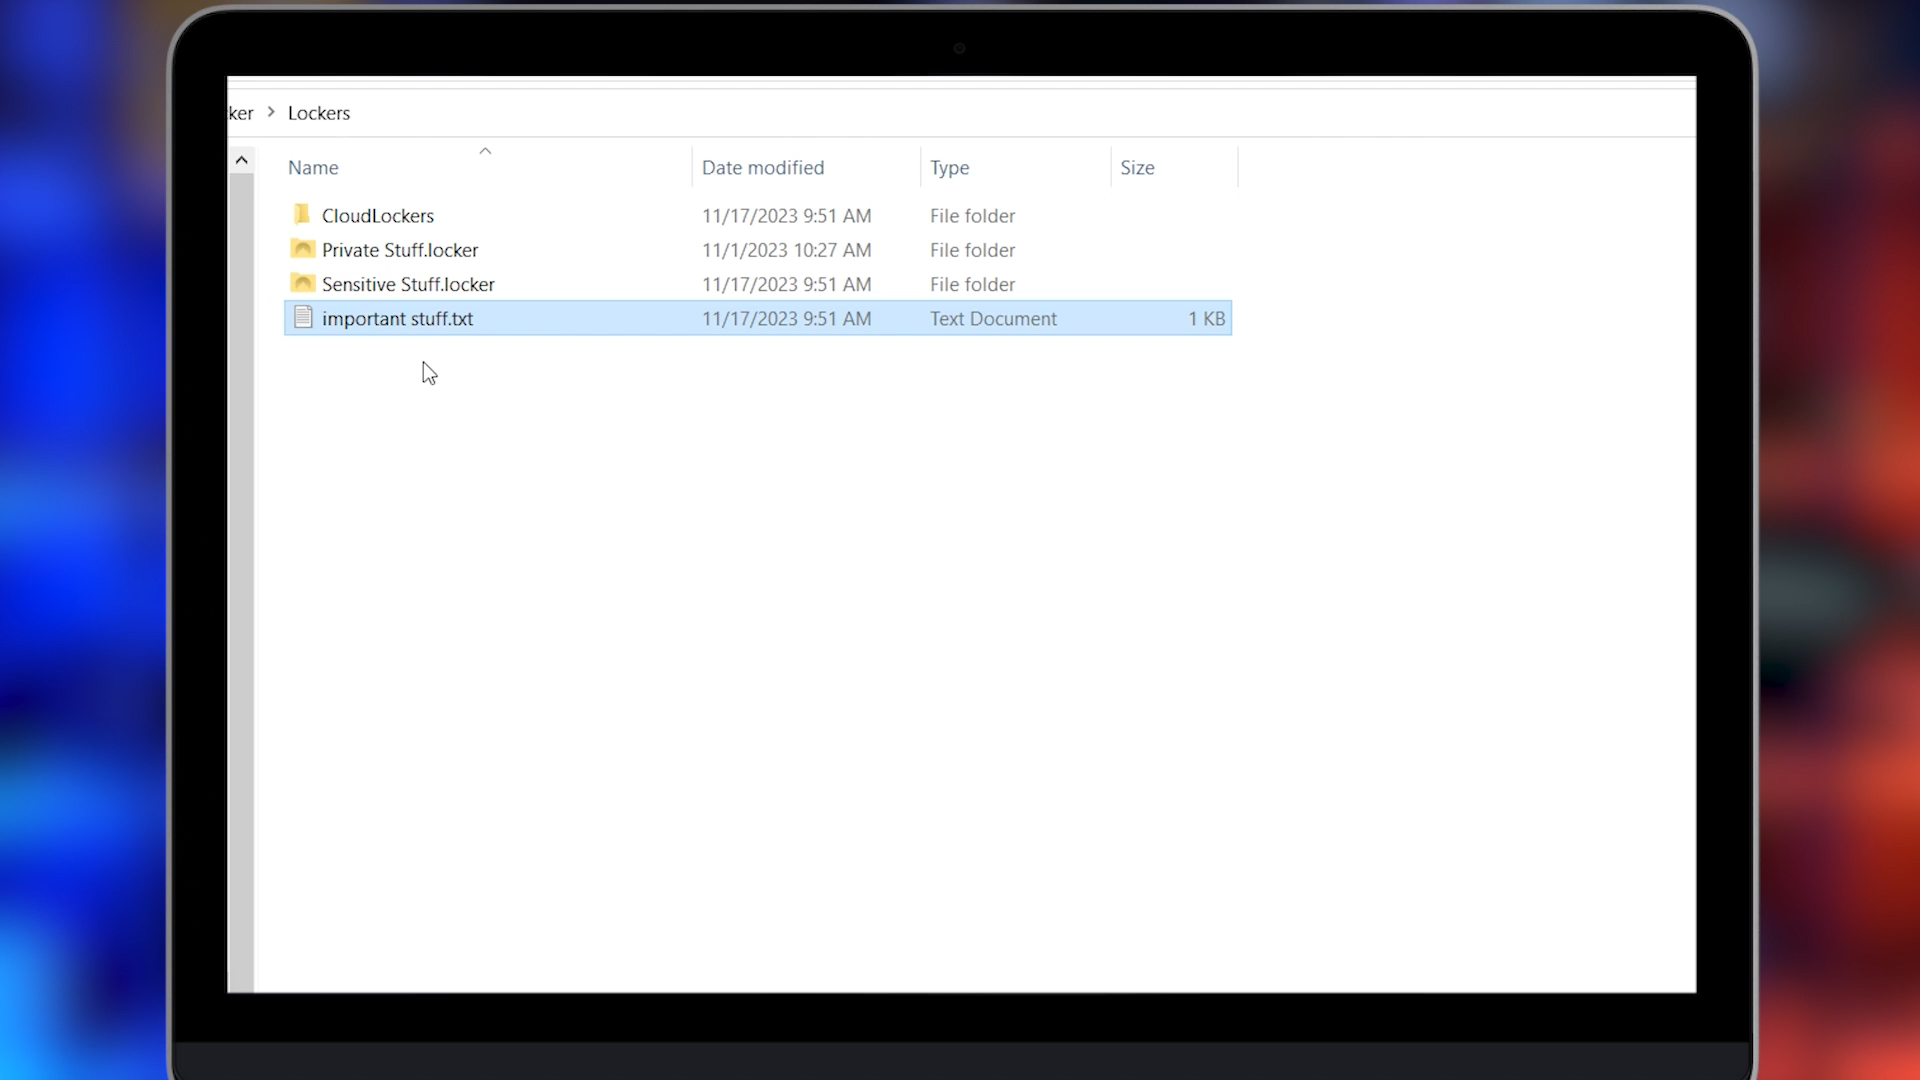 ker > Lockers
Name Date modified Type Size
CloudLockers 11/17/2023 9:51 AM File folder
Private Stuff.locker 11/1/2023 10:27 AM File folder
Sensitive Stuff.locker 11/17/2023 9:51 AM File folder
important stuff.txt 11/17/2023 9:51 AM Text Document 1 KB